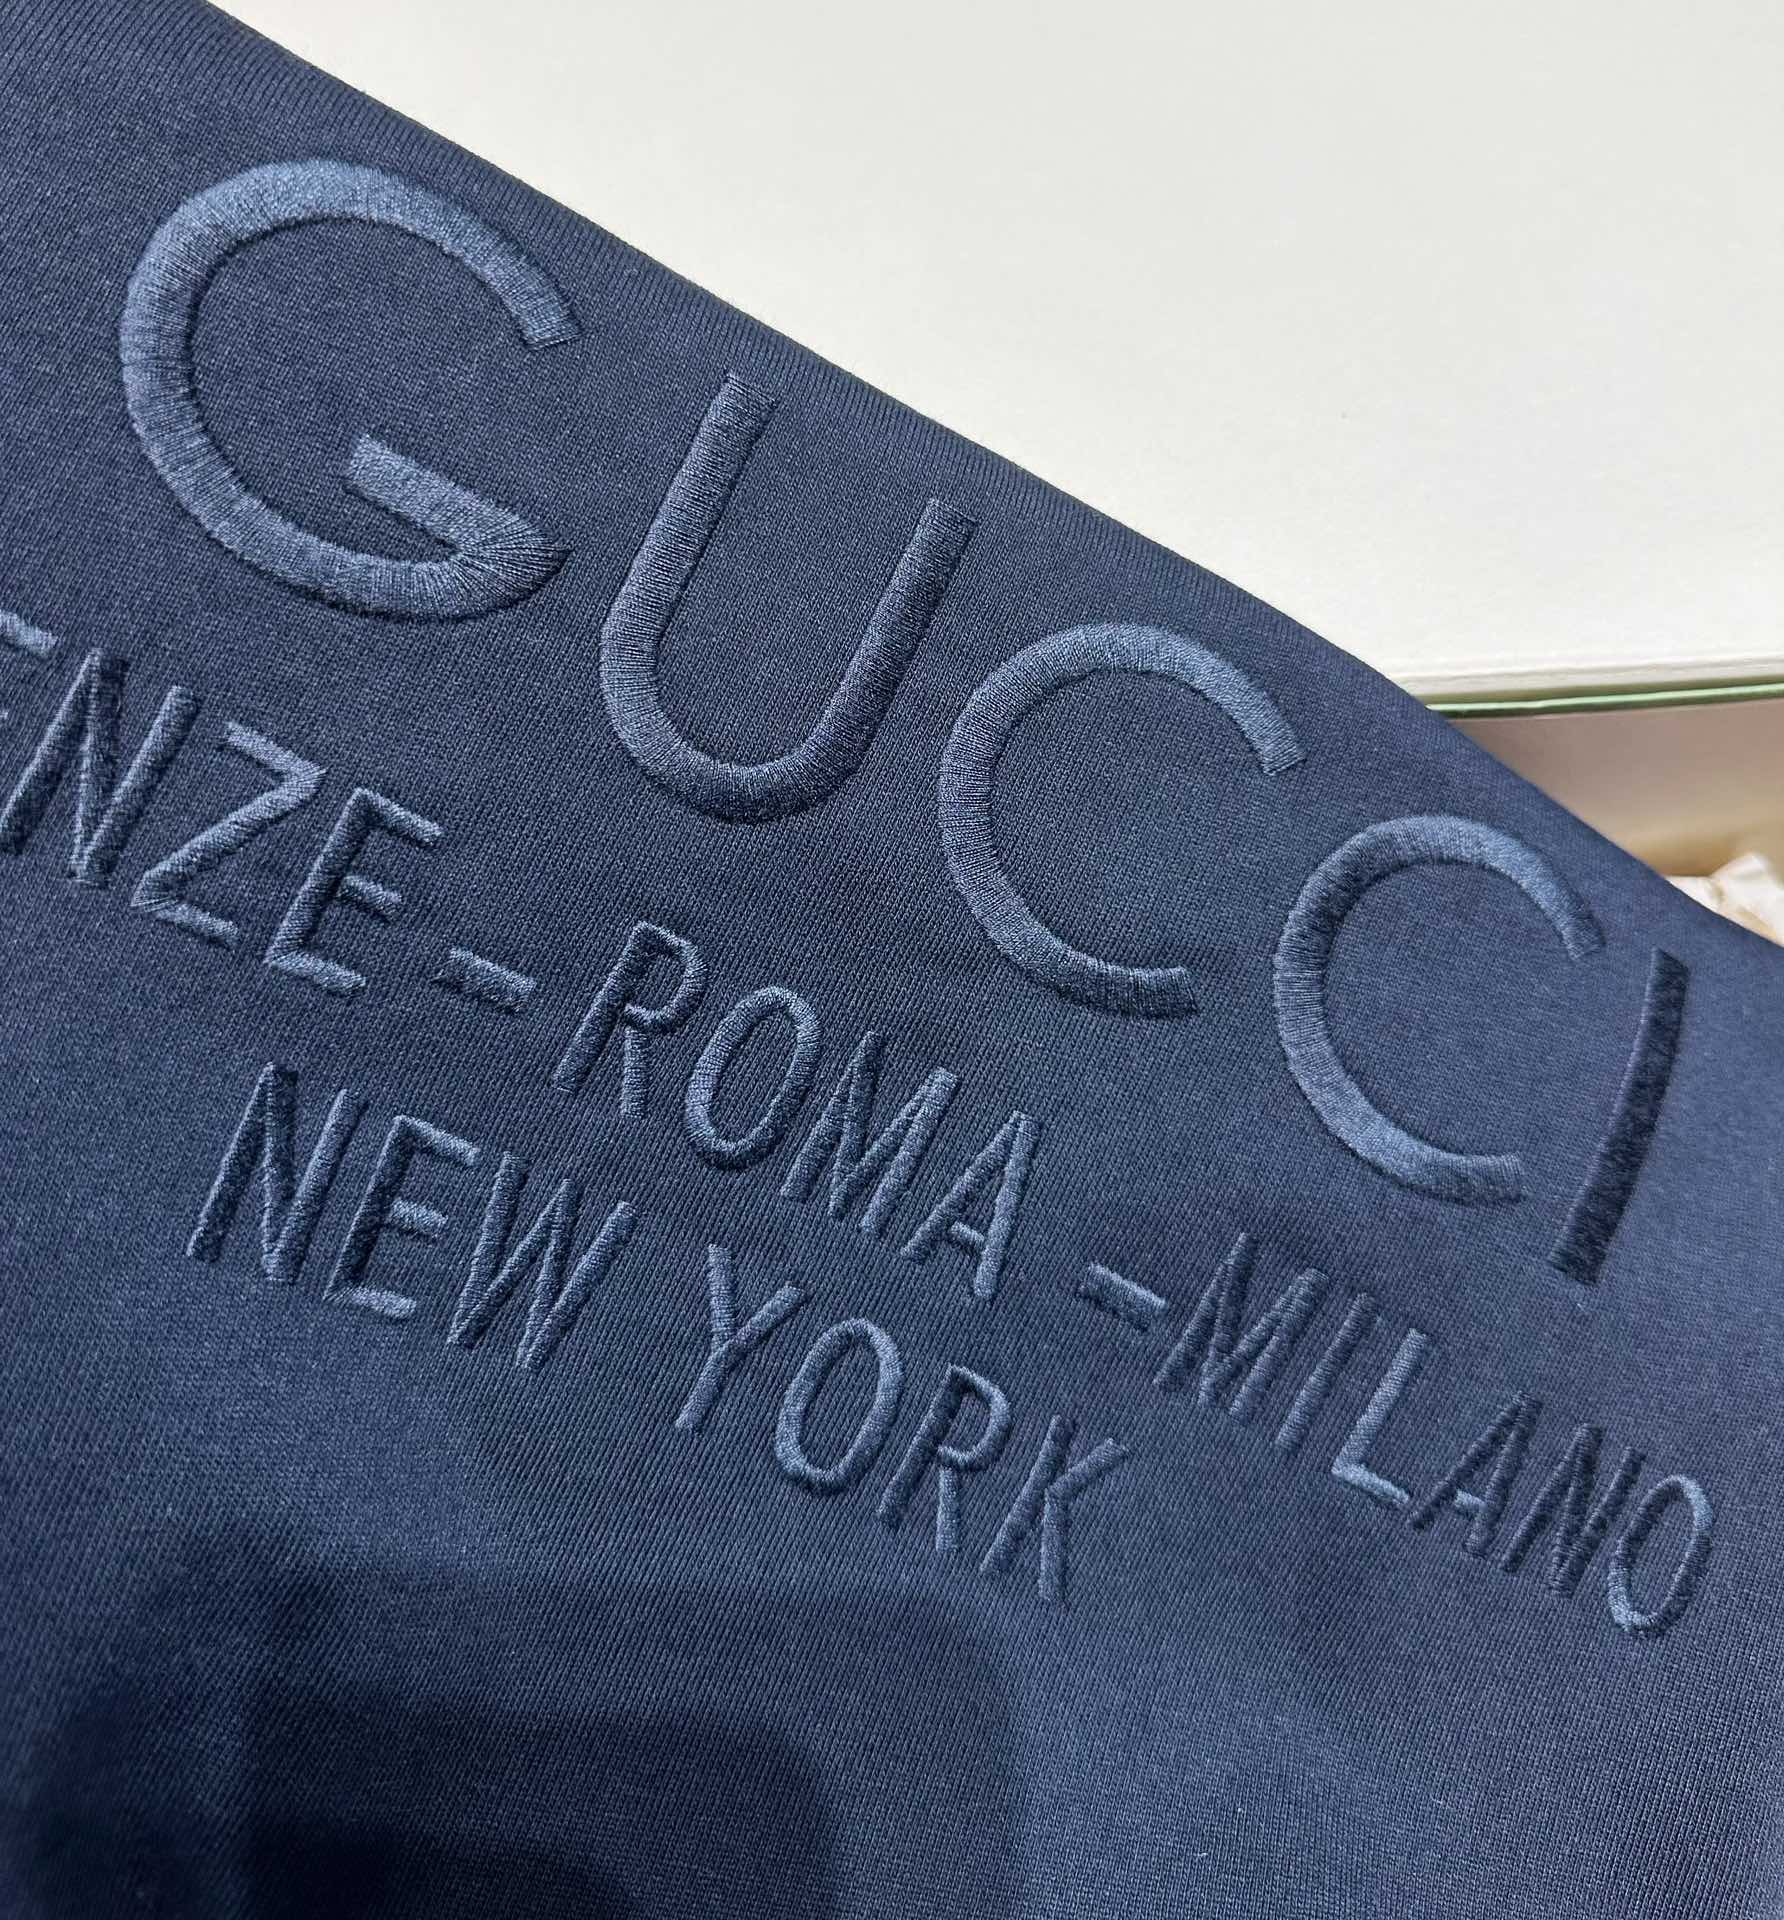 GUCCI
ENZE-ROMA-MILANO
NEW YORK